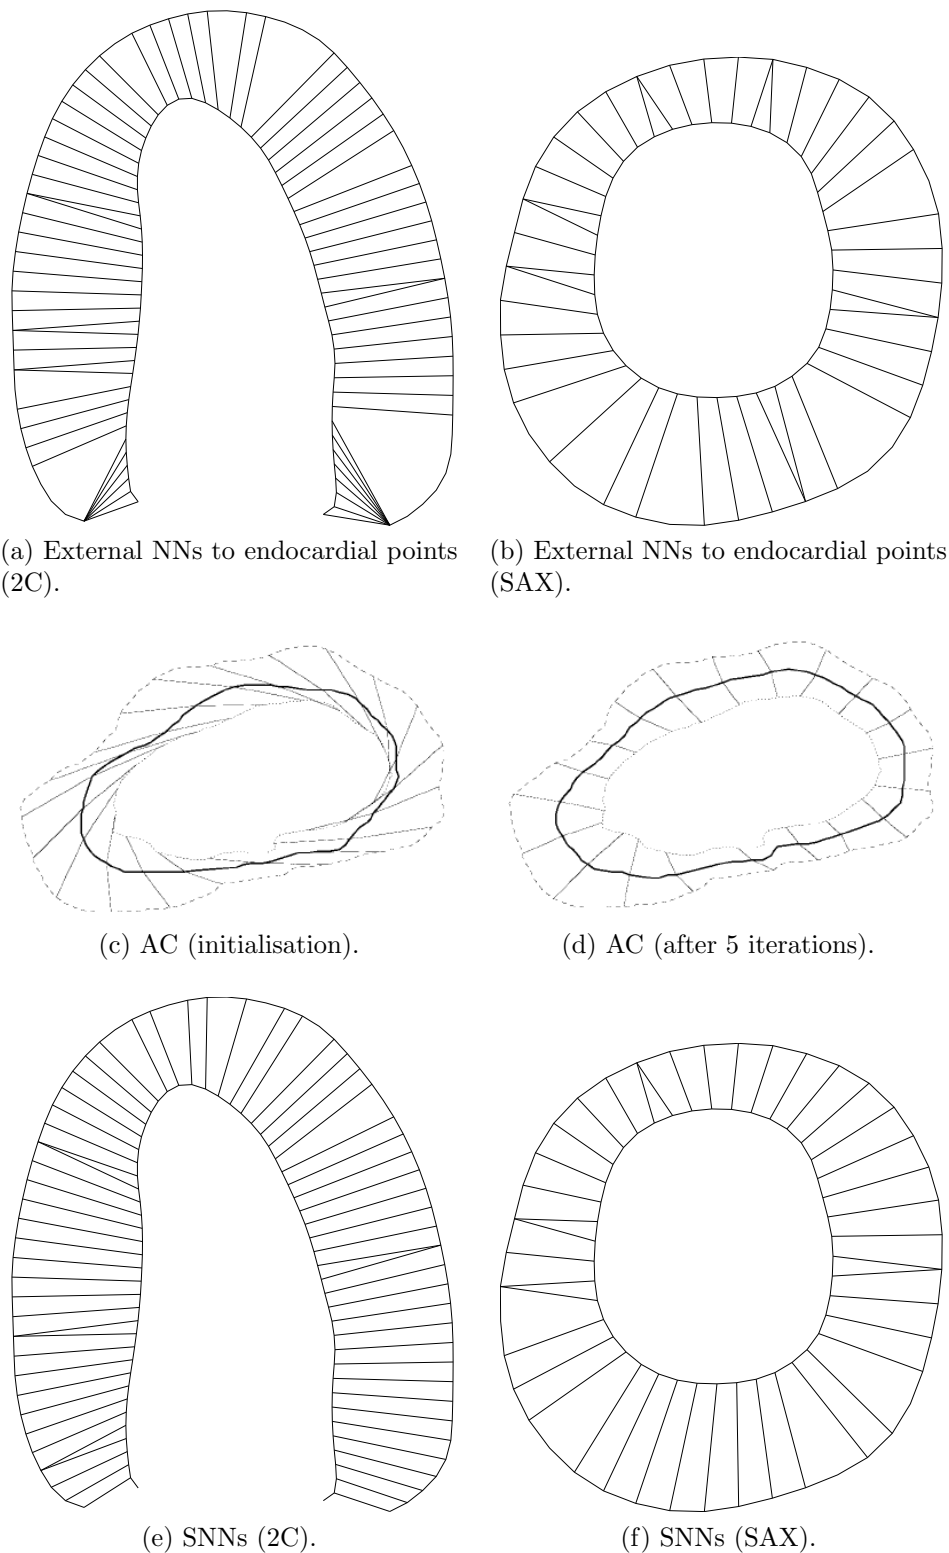 (a) External NNs to endocardial points
(2C).
(b) External NNs to endocardial points
(SAX).
(c) AC (initialisation).
(d) AC (after 5 iterations).
(e) SNNs (2C).
(f) SNNs (SAX).